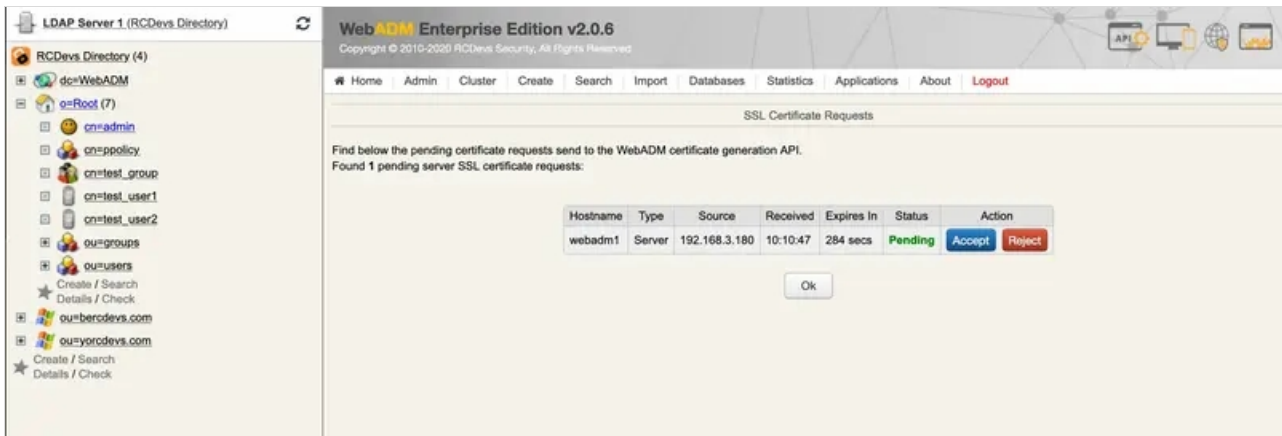 LDAP Server 1 (RCDevs Directory)
RCDevs Directory (4)
dc=WebADM
o=Root (7)
cn=admin
cn=ppolicy
cn=test_group
cn=test_user1
cn=test_user2
ou=groups
ou=users
Create / Search
Details / Check
ou=bercdevs.com
ou=yorcdevs.com
Create / Search
Details / Check
WebADM Enterprise Edition v2.0.6
Copyright © 2010-2020 RCDevs Security, All Rights Reserved
API
Home Admin Cluster Create Search Import Databases Statistics Applications About Logout
SSL Certificate Requests
Find below the pending certificate requests send to the WebADM certificate generation API.
Found 1 pending server SSL certificate requests:
Hostname Type Source Received Expires In Status Action
webadm1 Server 192.168.3.180 10:10:47 284 secs Pending Accept Reject
Ok